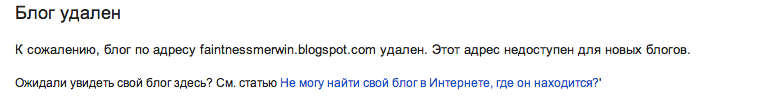 Блог удален
К сожалению, блог по адресу faintnessmerwin.blogspot.com удален. Этот адрес недоступен для новых блогов.
Ожидали увидеть свой блог здесь? См. статью Не могу найти свой блог в Интернете, где он находится?'